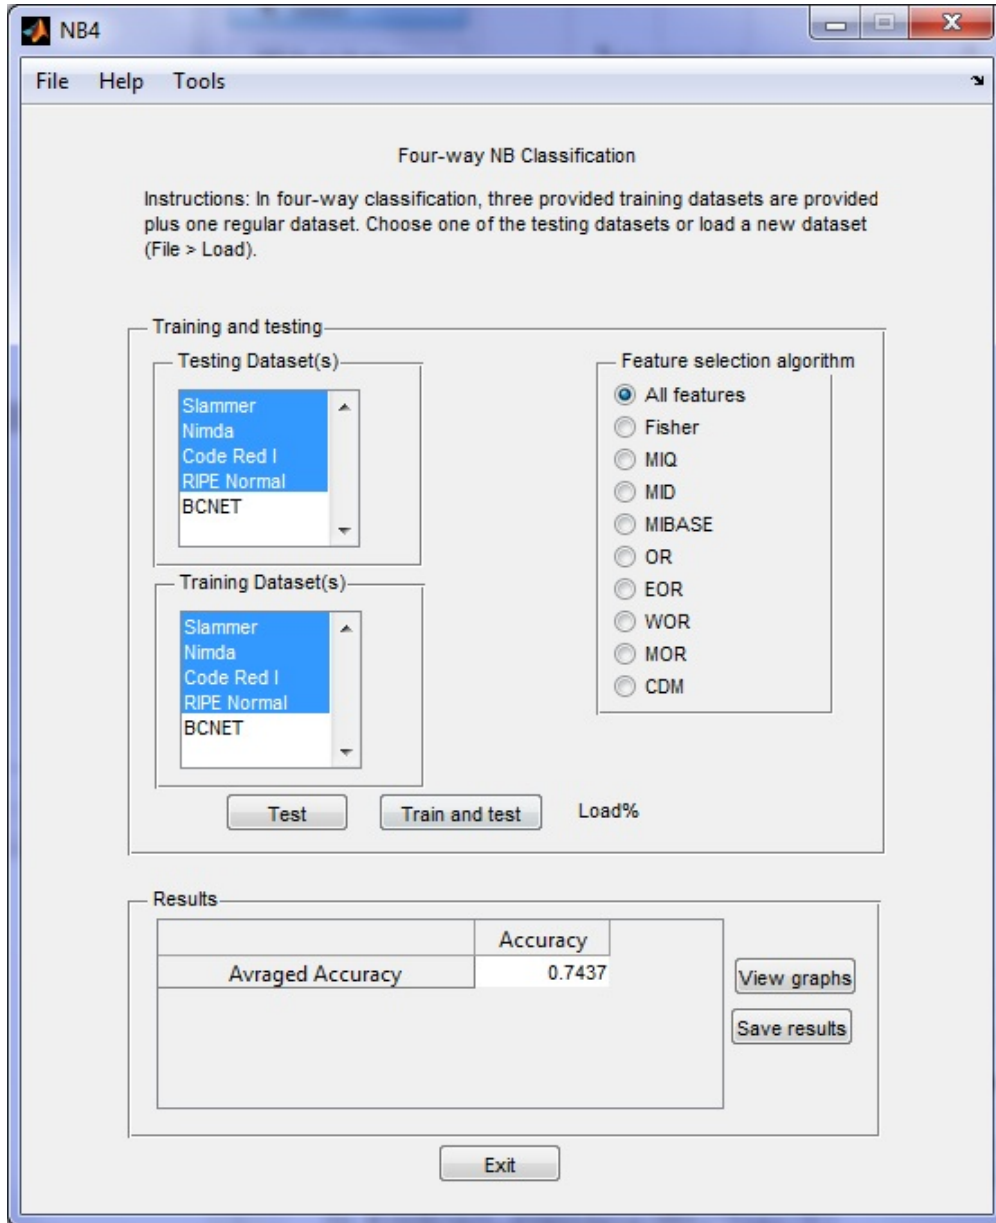 NB4
File Help Tools
Four-way NB Classification
Instructions: In four-way classification, three provided training datasets are provided
plus one regular dataset. Choose one of the testing datasets or load a new dataset
(File > Load).
Training and testing
Testing Dataset(s)
Slammer
Nimda
Code Red I
RIPE Normal
BCNET
Feature selection algorithm
All features
Fisher
MIQ
MID
MIBASE
OR
EOR
WOR
MOR
CDM
Training Dataset(s)
Slammer
Nimda
Code Red I
RIPE Normal
BCNET
Test Train and test Load%
Results
Accuracy
Avraged Accuracy 0.7437
View graphs
Save results
Exit